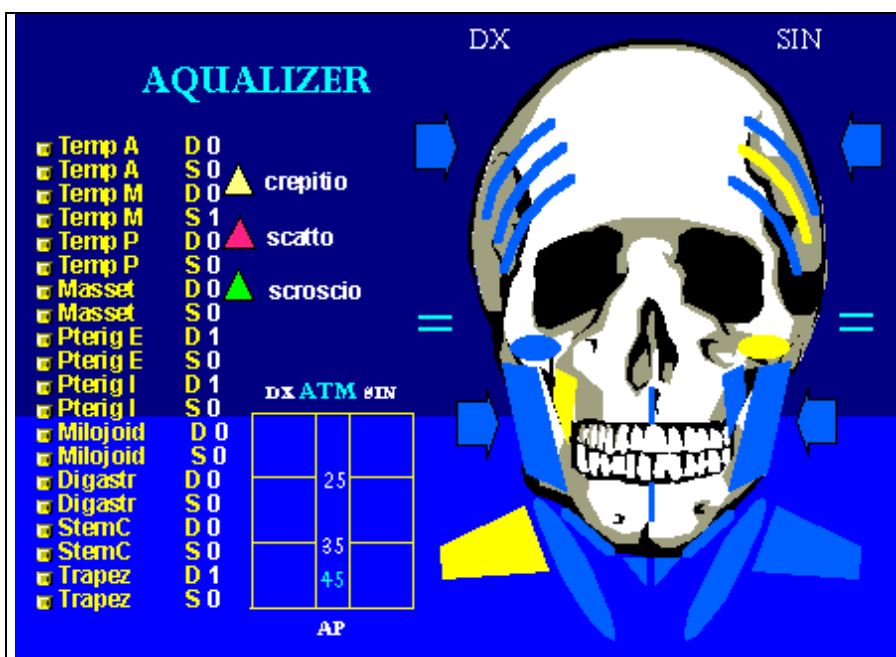 DX SIN
AQUALIZER
Temp A D 0
Temp A S 0
Temp M D 0
Temp M S 1
Temp P D 0
Temp P S 0
Masset D 0
Masset S 0
Pterig E D 1
Pterig E S 0
Pterig I D 1
Pterig I S 0
Milojoid D 0
Milojoid S 0
Digastr D 0
Digastr S 0
SternC D 0
SternC S 0
Trapez D 1
Trapez S 0
crepitio
scatto
scroscio
= =
DX ATM SIN
25
35
45
AP